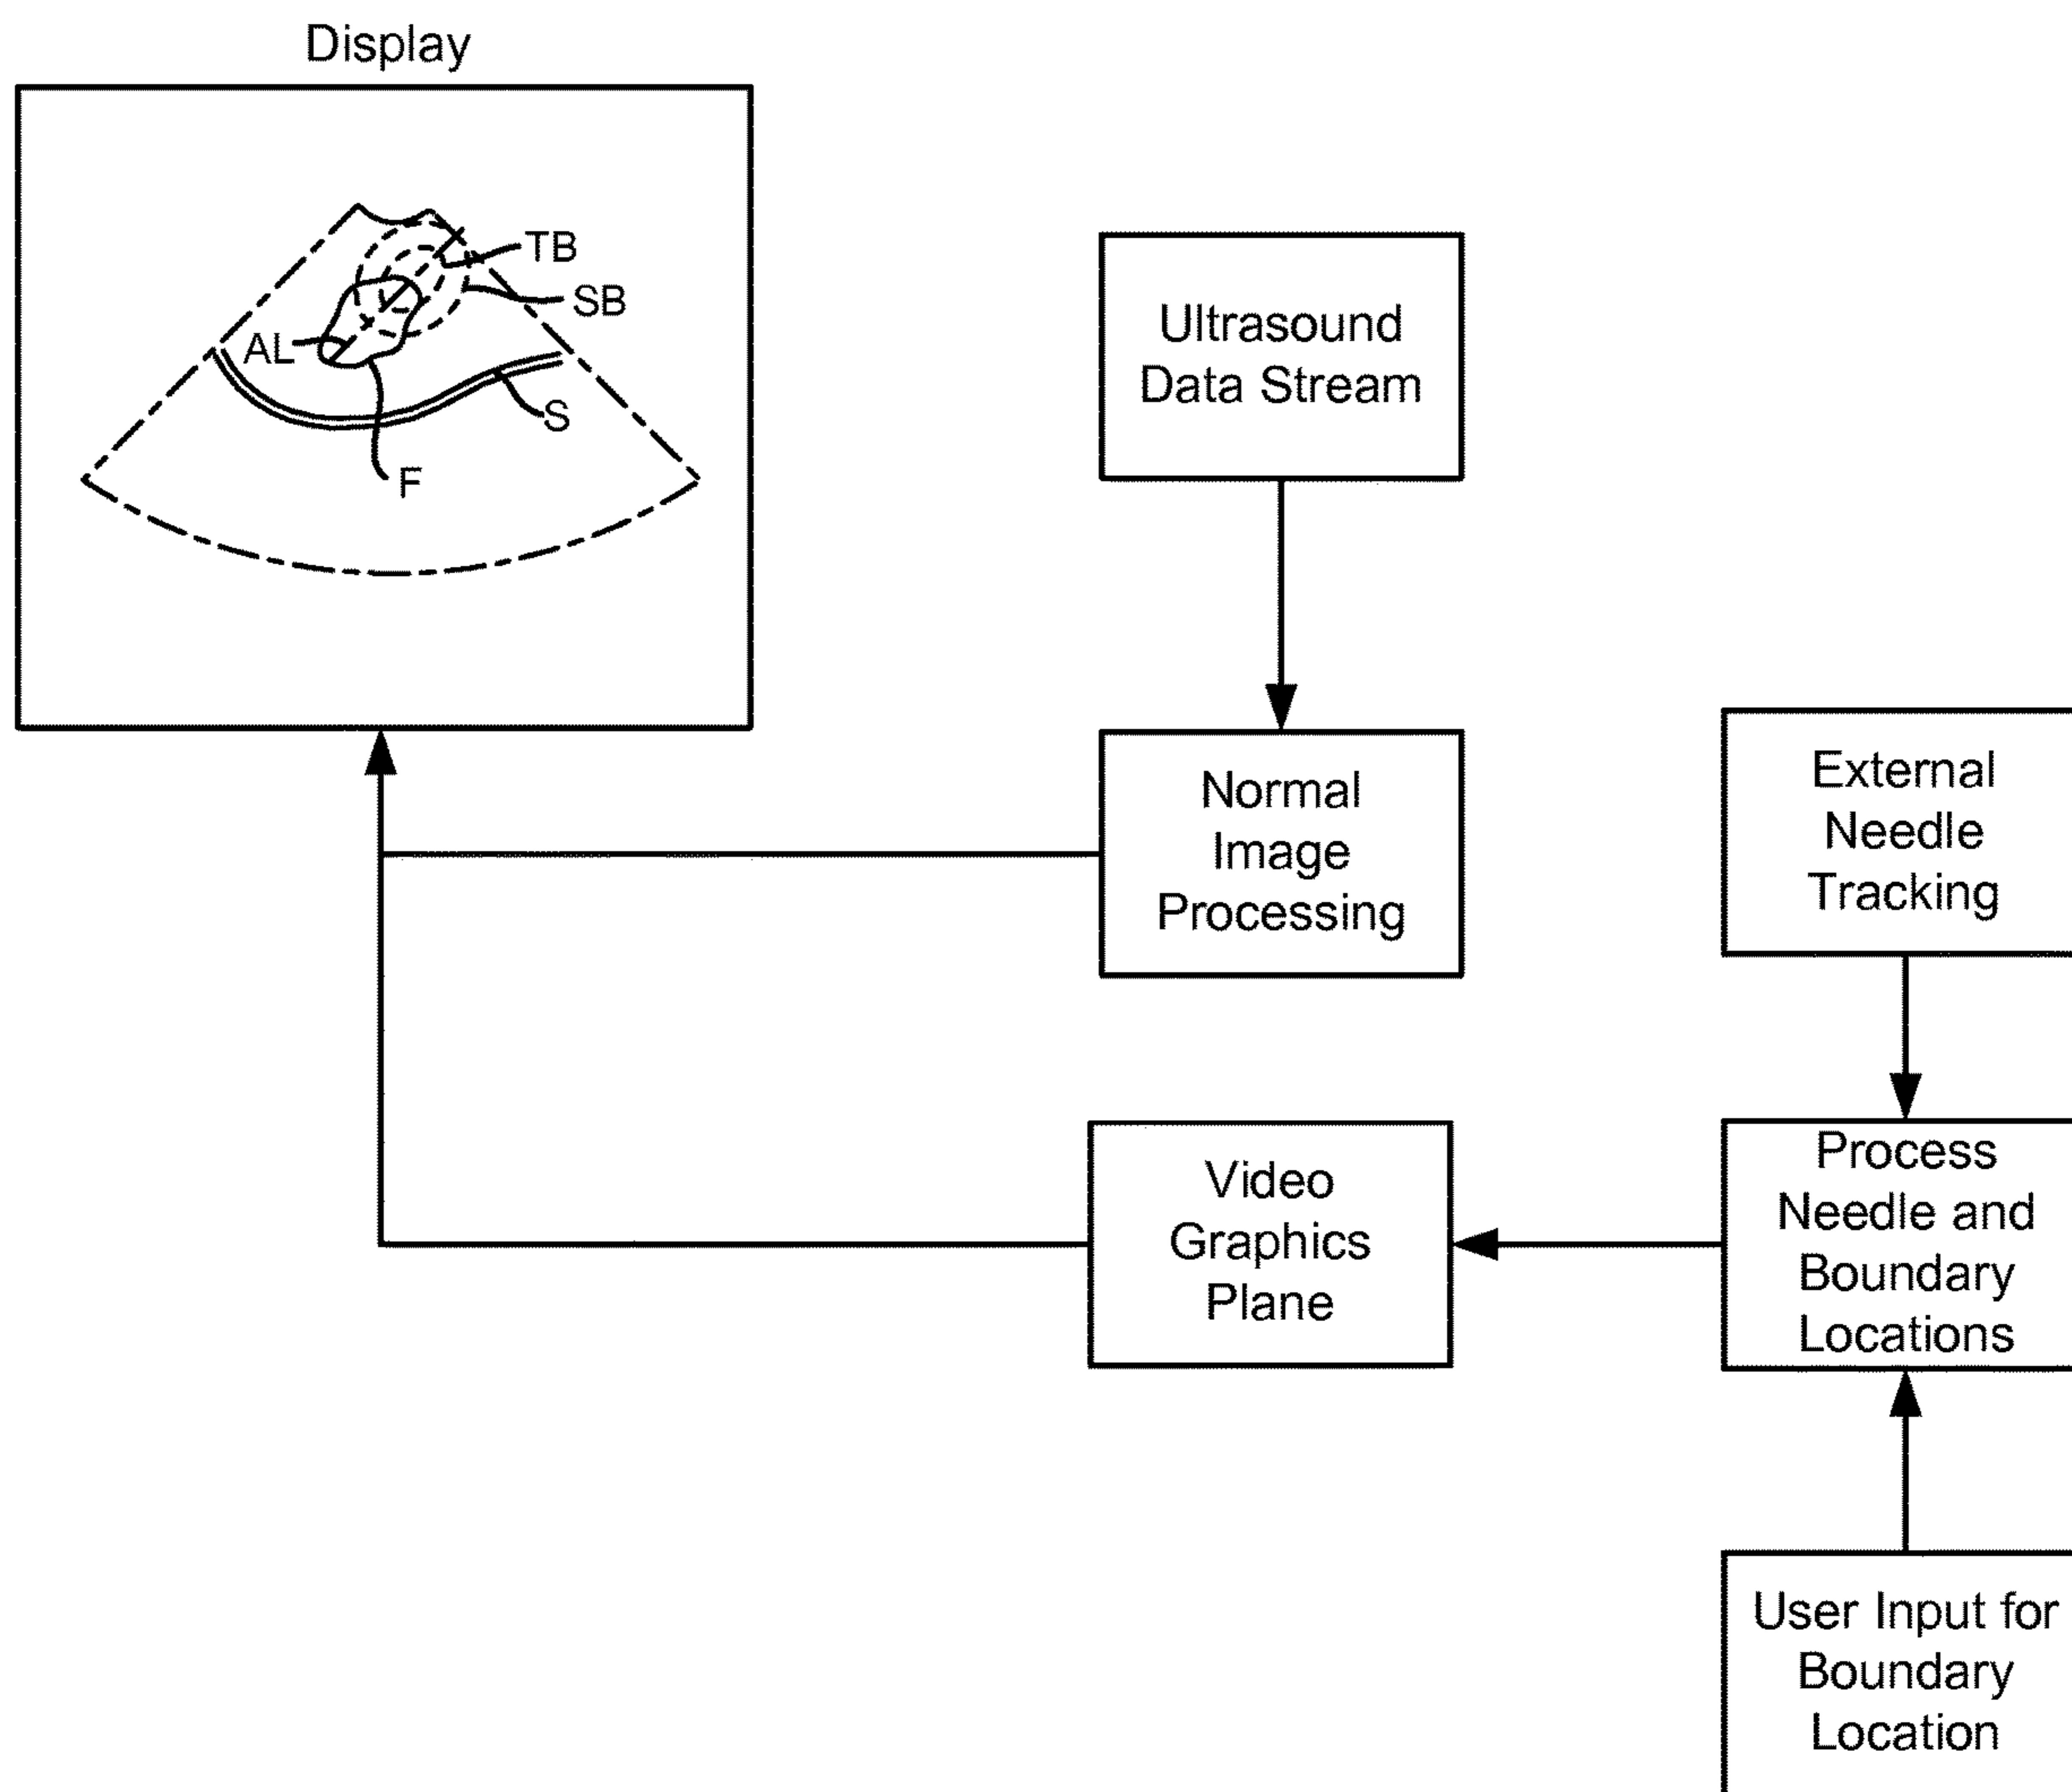 Display
TB
SB
AL
S
F
Ultrasound
Data Stream
Normal
Image
Processing
External
Needle
Tracking
Video
Graphics
Plane
Process
Needle and
Boundary
Locations
User Input for
Boundary
Location